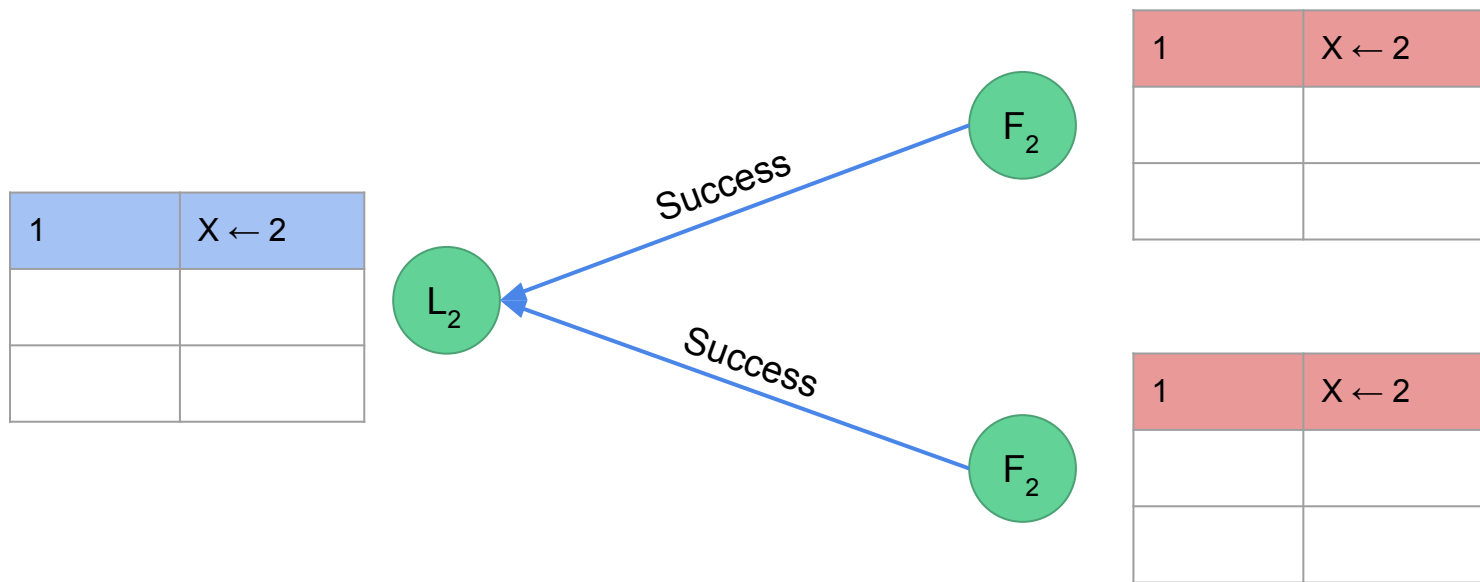 1 X ← 2
F₂
Success
1 X ← 2
L₂
Success
1 X ← 2
F₂